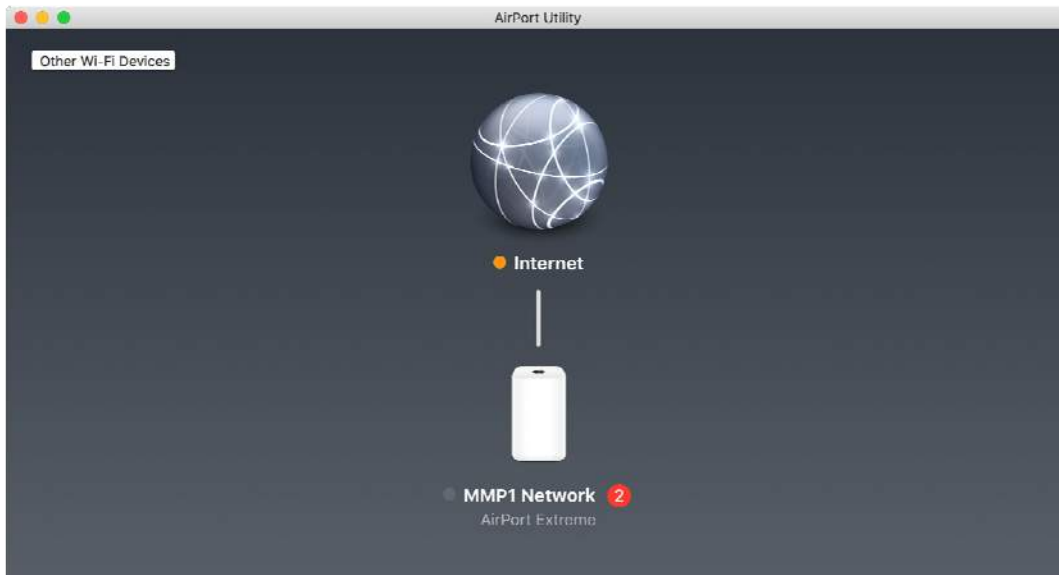 AirPort Utility
Other Wi-Fi Devices
Internet
MMP1 Network 2
AirPort Extreme